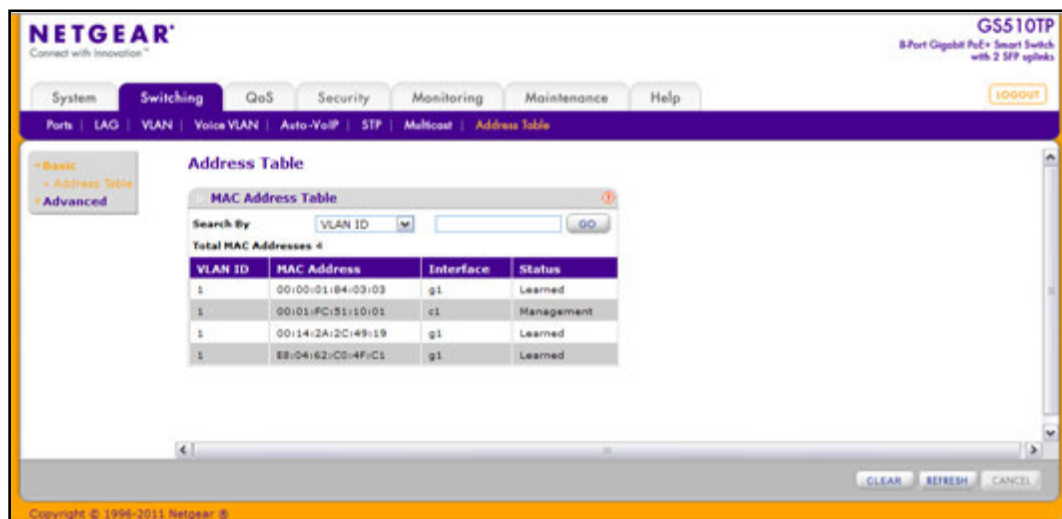 NETGEAR®
Connect with Innovation™
GS510TP
8-Port Gigabit PoE+ Smart Switch
with 2 SFP uplinks
System Switching QoS Security Monitoring Maintenance Help LOGOUT
Ports | LAG | VLAN | Voice VLAN | Auto-VoIP | STP | Multicast | Address Table
Basic
Address Table
Advanced
Address Table
MAC Address Table
Search By VLAN ID GO
Total MAC Addresses 4
VLAN ID MAC Address Interface Status
1 00:00:01:84:03:03 g1 Learned
1 00:01:FC:51:10:01 c1 Management
1 00:14:2A:2C:49:19 g1 Learned
1 E8:04:62:C0:4F:C1 g1 Learned
CLEAR REFRESH CANCEL
Copyright © 1996-2011 Netgear ®